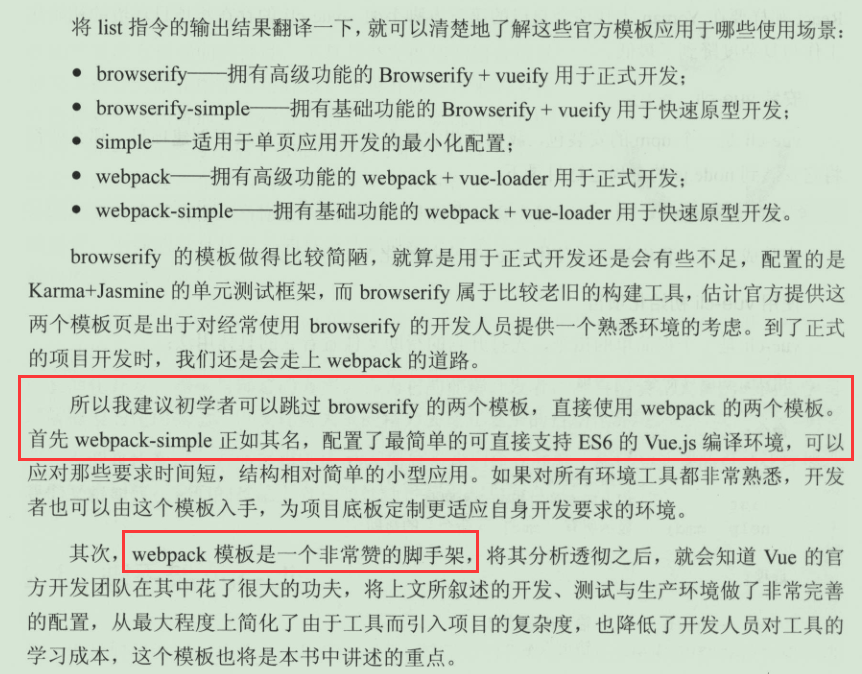 将 list 指令的输出结果翻译一下，就可以清楚地了解这些官方模板应用于哪些使用场景：
● browserify——拥有高级功能的 Browserify + vueify 用于正式开发；
● browserify-simple——拥有基础功能的 Browserify + vueify 用于快速原型开发；
● simple——适用于单页应用开发的最小化配置；
● webpack——拥有高级功能的 webpack + vue-loader 用于正式开发；
● webpack-simple——拥有基础功能的 webpack + vue-loader 用于快速原型开发。
browserify 的模板做得比较简陋，就算是用于正式开发还是会有些不足，配置的是
Karma+Jasmine 的单元测试框架，而 browserify 属于比较老旧的构建工具，估计官方提供这
两个模板页是出于对经常使用 browserify 的开发人员提供一个熟悉环境的考虑。到了正式
的项目开发时，我们还是会走上 webpack 的道路。
所以我建议初学者可以跳过 browserify 的两个模板，直接使用 webpack 的两个模板。
首先 webpack-simple 正如其名，配置了最简单的可直接支持 ES6 的 Vue.js 编译环境，可以
应对那些要求时间短，结构相对简单的小型应用。如果对所有环境工具都非常熟悉，开发
者也可以由这个模板入手，为项目底板定制更适应自身开发要求的环境。
其次，webpack 模板是一个非常赞的脚手架，将其分析透彻之后，就会知道 Vue 的官
方开发团队在其中花了很大的功夫，将上文所叙述的开发、测试与生产环境做了非常完善
的配置，从最大程度上简化了由于工具而引入项目的复杂度，也降低了开发人员对工具的
学习成本，这个模板也将是本书中讲述的重点。